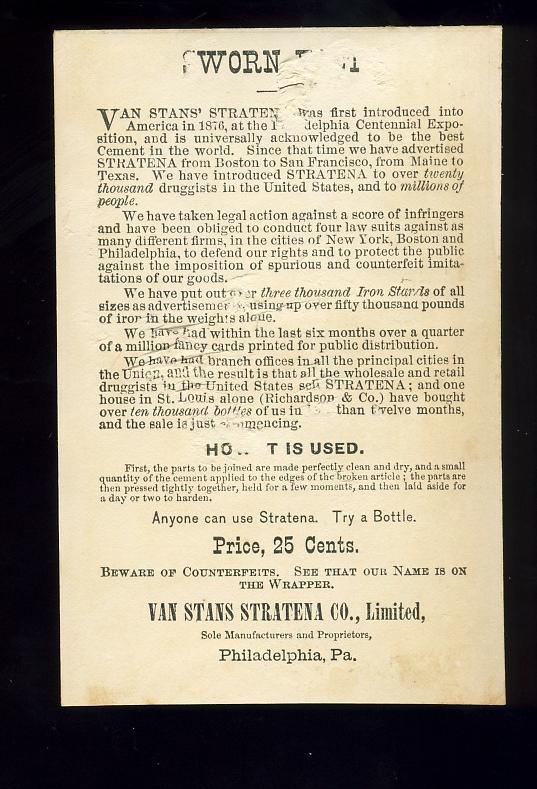 SWORN
VAN STANS' STRATENA was first introduced into
America in 1876, at the Philadelphia Centennial Expo-
sition, and is universally acknowledged to be the best
Cement in the world. Since that time we have advertised
STRATENA from Boston to San Francisco, from Maine to
Texas. We have introduced STRATENA to over twenty
thousand druggists in the United States, and to millions of
people.
We have taken legal action against a score of infringers
and have been obliged to conduct four law suits against as
many different firms, in the cities of New York, Boston and
Philadelphia, to defend our rights and to protect the public
against the imposition of spurious and counterfeit imita-
tations of our goods.
We have put out over three thousand Iron Stands of all
sizes as advertisements, using up over fifty thousand pounds
of iron in the weights alone.
We have had within the last six months over a quarter
of a million fancy cards printed for public distribution.
We have had branch offices in all the principal cities in
the Union, and the result is that all the wholesale and retail
druggists in the United States sell STRATENA; and one
house in St. Louis alone (Richardson & Co.) have bought
over ten thousand bottles of us in than twelve months,
and the sale is just commencing.
HOW IT IS USED.
First, the parts to be joined are made perfectly clean and dry, and a small
quantity of the cement applied to the edges of the broken article; the parts are
then pressed tightly together, held for a few moments, and then laid aside for
a day or two to harden.
Anyone can use Stratena. Try a Bottle.
Price, 25 Cents.
BEWARE OF COUNTERFEITS. SEE THAT OUR NAME IS ON
THE WRAPPER.
VAN STANS STRATENA CO., Limited,
Sole Manufacturers and Proprietors,
Philadelphia, Pa.